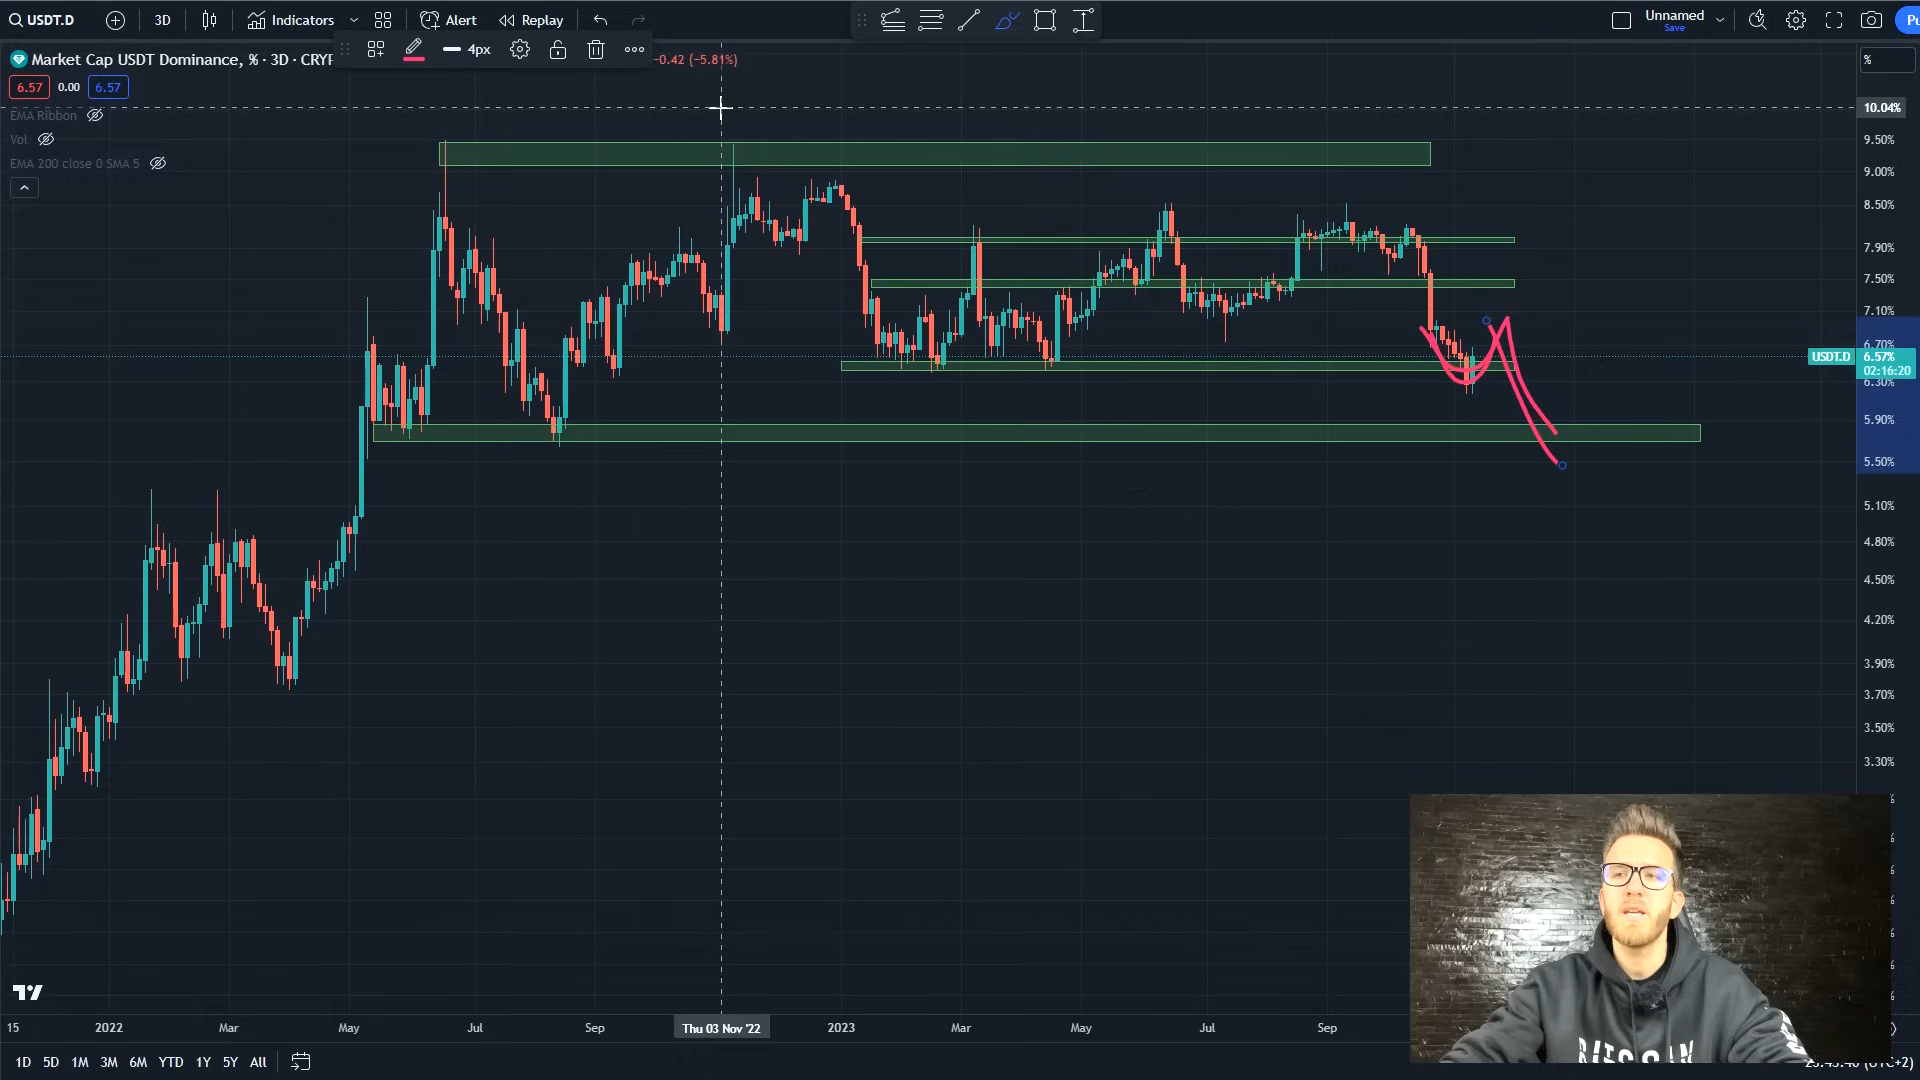 USDT.D
3D
Indicators
Alert
Replay
Unnamed
Save
Market Cap USDT Dominance, % · 3D · CRYP
4px
−0.42 (−5.81%)
%
6.57
0.00
6.57
EMA Ribbon
Vol
EMA 200 close 0 SMA 5
10.04%
9.50%
9.00%
8.50%
7.90%
7.50%
7.10%
6.70%
USDT.D
6.57%
02:16:20
6.30%
5.90%
5.50%
5.10%
4.80%
4.50%
4.20%
3.90%
3.70%
3.50%
3.30%
15
2022
Mar
May
Jul
Sep
Thu 03 Nov '22
2023
Mar
May
Jul
Sep
1D
5D
1M
3M
6M
YTD
1Y
5Y
All
(UTC+2)